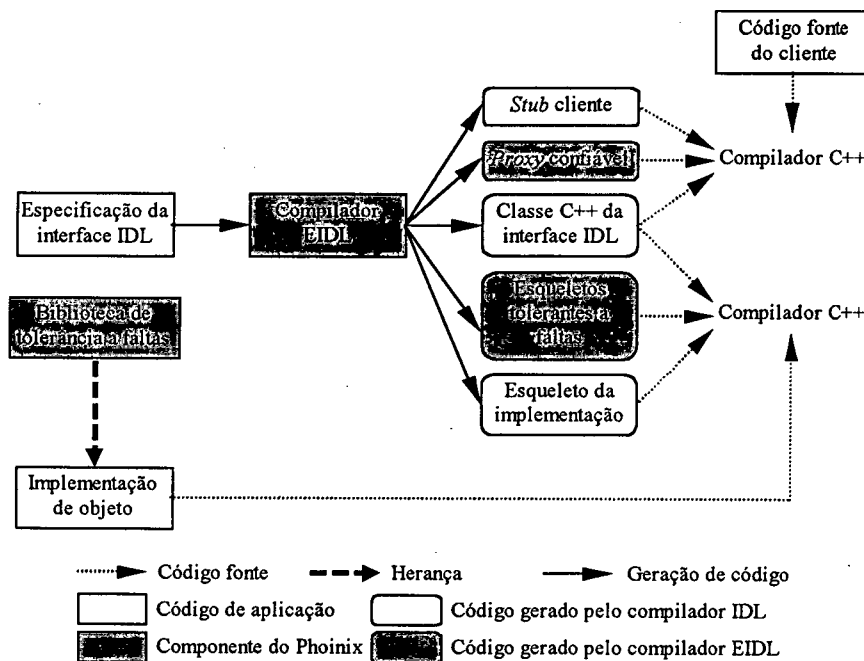 Código fonte
do cliente
Stub cliente
Proxy confiável
Compilador C++
Especificação da
interface IDL
Compilador
EIDL
Classe C++ da
interface IDL
Biblioteca de
tolerância a faltas
Esqueletos
tolerantes a
faltas
Compilador C++
Esqueleto da
implementação
Implementação
de objeto
Código fonte
Herança
Geração de código
Código de aplicação
Código gerado pelo compilador IDL
Componente do Phoinix
Código gerado pelo compilador EIDL